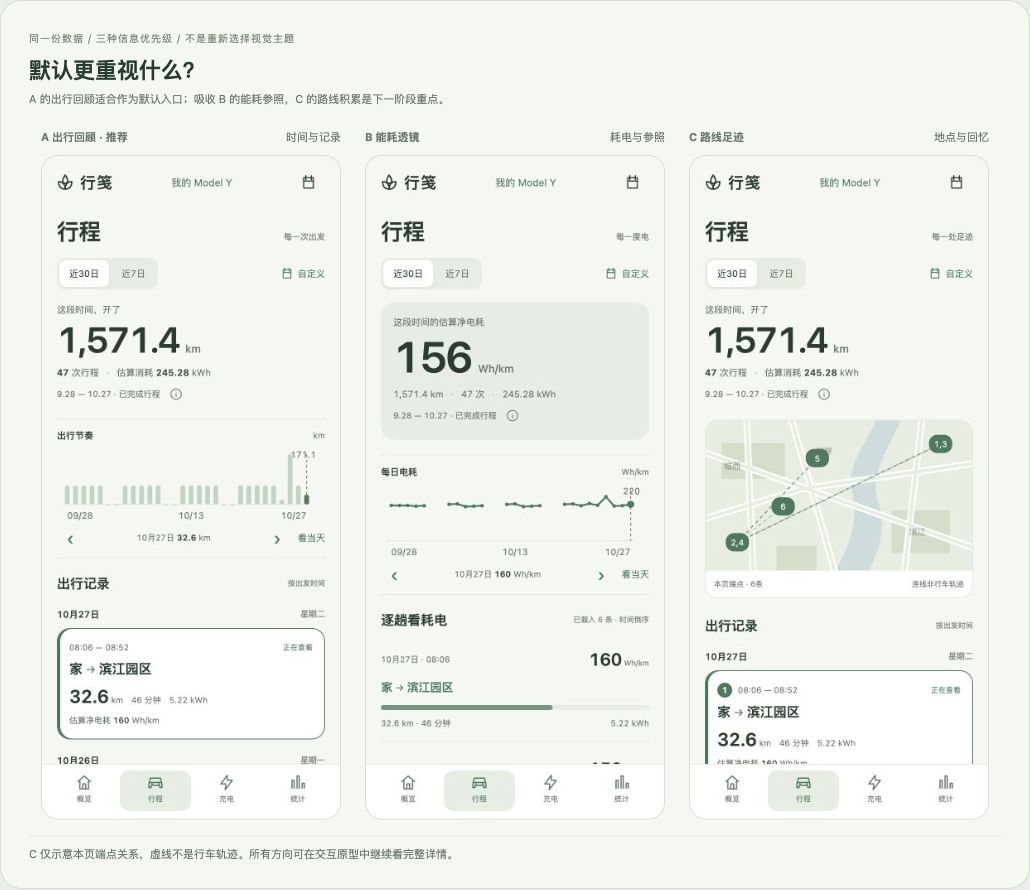 同一份数据 / 三种信息优先级 / 不是重新选择视觉主题
默认更重视什么？
A 的出行回顾适合作为默认入口；吸收 B 的能耗参照，C 的路线积累是下一阶段重点。
A 出行回顾 · 推荐
时间与记录
行笺
我的 Model Y
行程
每一次出发
近30日
近7日
自定义
这段时间，开了
1,571.4 km
47 次行程 · 估算消耗 245.28 kWh
9.28 — 10.27 · 已完成行程
出行节奏
km
171.1
09/28
10/13
10/27
10月27日 32.6 km
看当天
出行记录
按出发时间
10月27日
星期二
08:06 — 08:52
正在查看
家 → 滨江园区
32.6 km 46 分钟 5.22 kWh
估算净电耗 160 Wh/km
10月26日
星期一
概览
行程
充电
统计
B 能耗透镜
耗电与参照
行笺
我的 Model Y
行程
每一度电
近30日
近7日
自定义
这段时间的估算净电耗
156 Wh/km
1,571.4 km · 47 次 · 245.28 kWh
9.28 — 10.27 · 已完成行程
每日电耗
Wh/km
220
09/28
10/13
10/27
10月27日 160 Wh/km
看当天
逐趟看耗电
已载入 6 条 · 时间倒序
10月27日 · 08:06
160 Wh/km
家 → 滨江园区
32.6 km · 46 分钟
5.22 kWh
概览
行程
充电
统计
C 路线足迹
地点与回忆
行笺
我的 Model Y
行程
每一处足迹
近30日
近7日
自定义
这段时间，开了
1,571.4 km
47 次行程 · 估算消耗 245.28 kWh
9.28 — 10.27 · 已完成行程
城西
5
1,3
6
2,4
滨江
本页端点 · 6条
连线非行车轨迹
出行记录
按出发时间
10月27日
星期二
1 08:06 — 08:52
正在查看
家 → 滨江园区
32.6 km 46 分钟 5.22 kWh
估算净电耗 160 Wh/km
概览
行程
充电
统计
C 仅示意本页端点关系，虚线不是行车轨迹。所有方向可在交互原型中继续看完整详情。